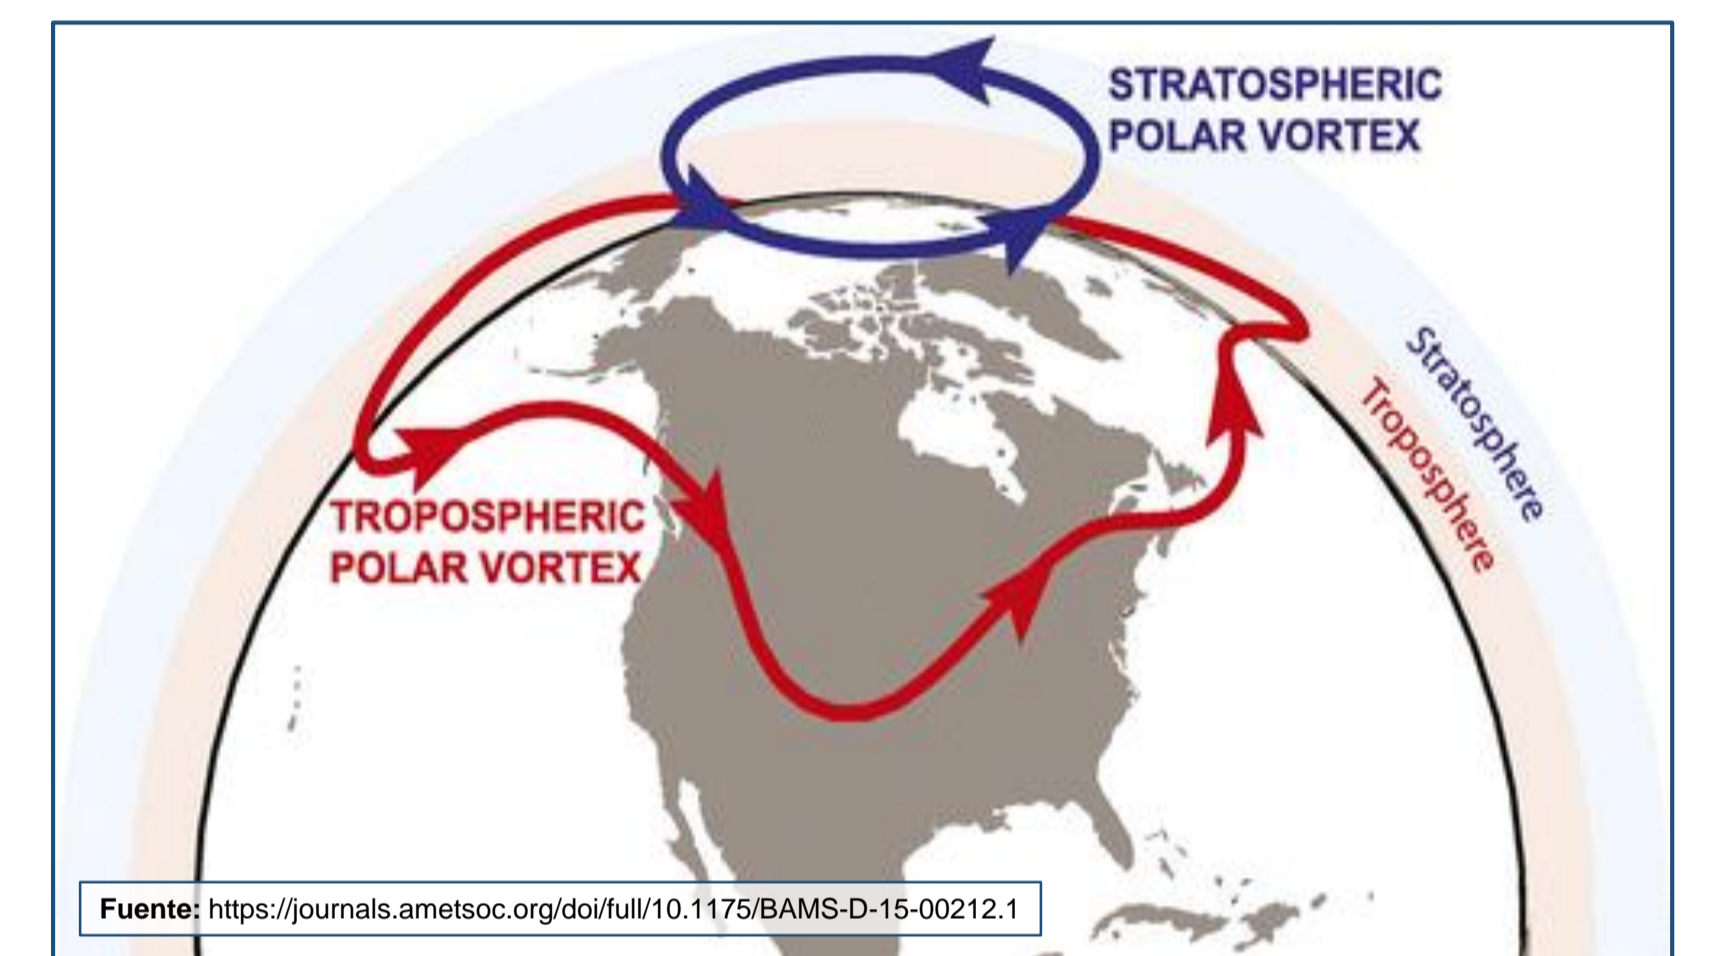 STRATOSPHERIC
POLAR VORTEX
Stratosphere
Troposphere
TROPOSPHERIC
POLAR VORTEX
Fuente: https://journals.ametsoc.org/doi/full/10.1175/BAMS-D-15-00212.1